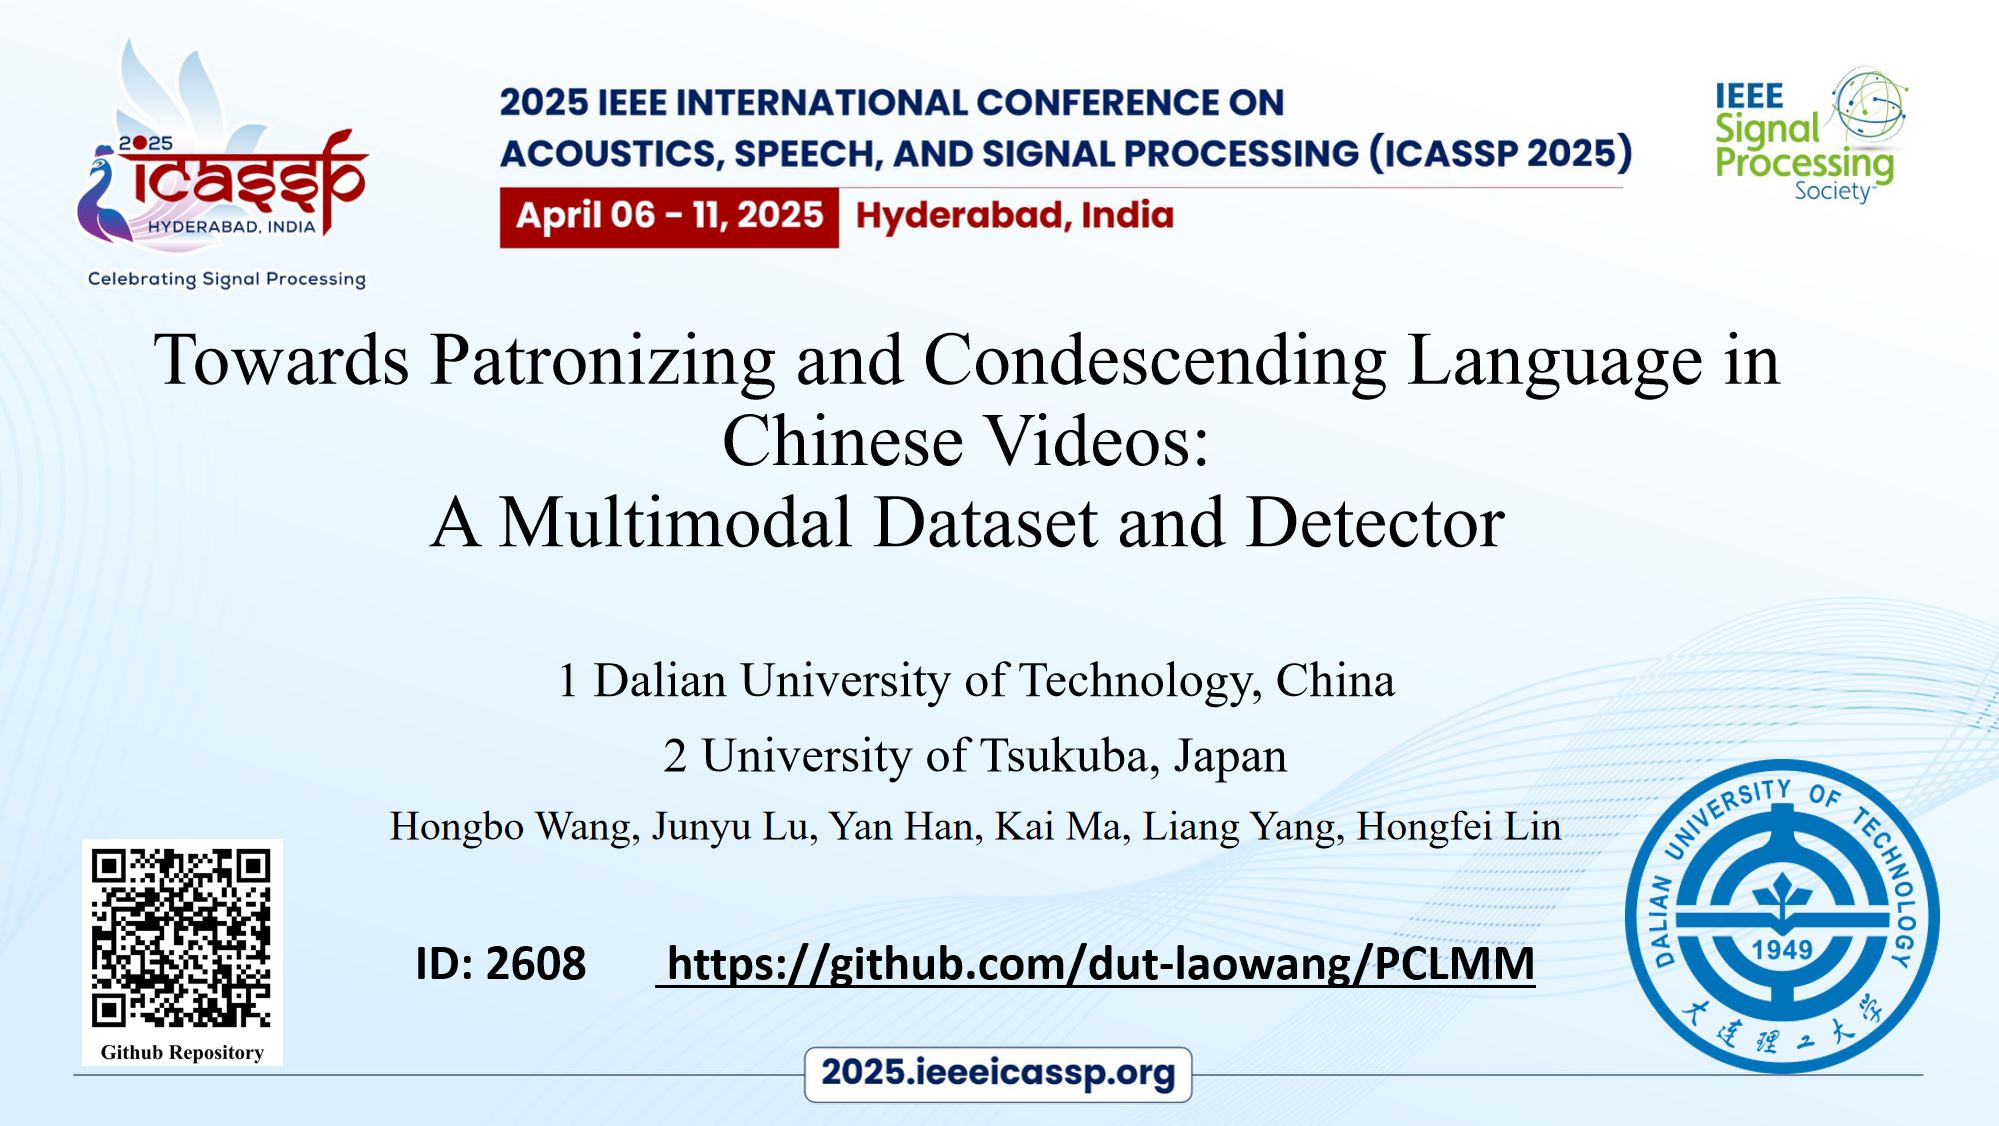 2025
icassp
HYDERABAD, INDIA
Celebrating Signal Processing
2025 IEEE INTERNATIONAL CONFERENCE ON
ACOUSTICS, SPEECH, AND SIGNAL PROCESSING (ICASSP 2025)
April 06 - 11, 2025 Hyderabad, India
IEEE
Signal
Processing
Society™
Towards Patronizing and Condescending Language in
Chinese Videos:
A Multimodal Dataset and Detector
1 Dalian University of Technology, China
2 University of Tsukuba, Japan
Hongbo Wang, Junyu Lu, Yan Han, Kai Ma, Liang Yang, Hongfei Lin
ID: 2608 https://github.com/dut-laowang/PCLMM
Github Repository
DALIAN UNIVERSITY OF TECHNOLOGY
1949
大连理工大学
2025.ieeeicassp.org